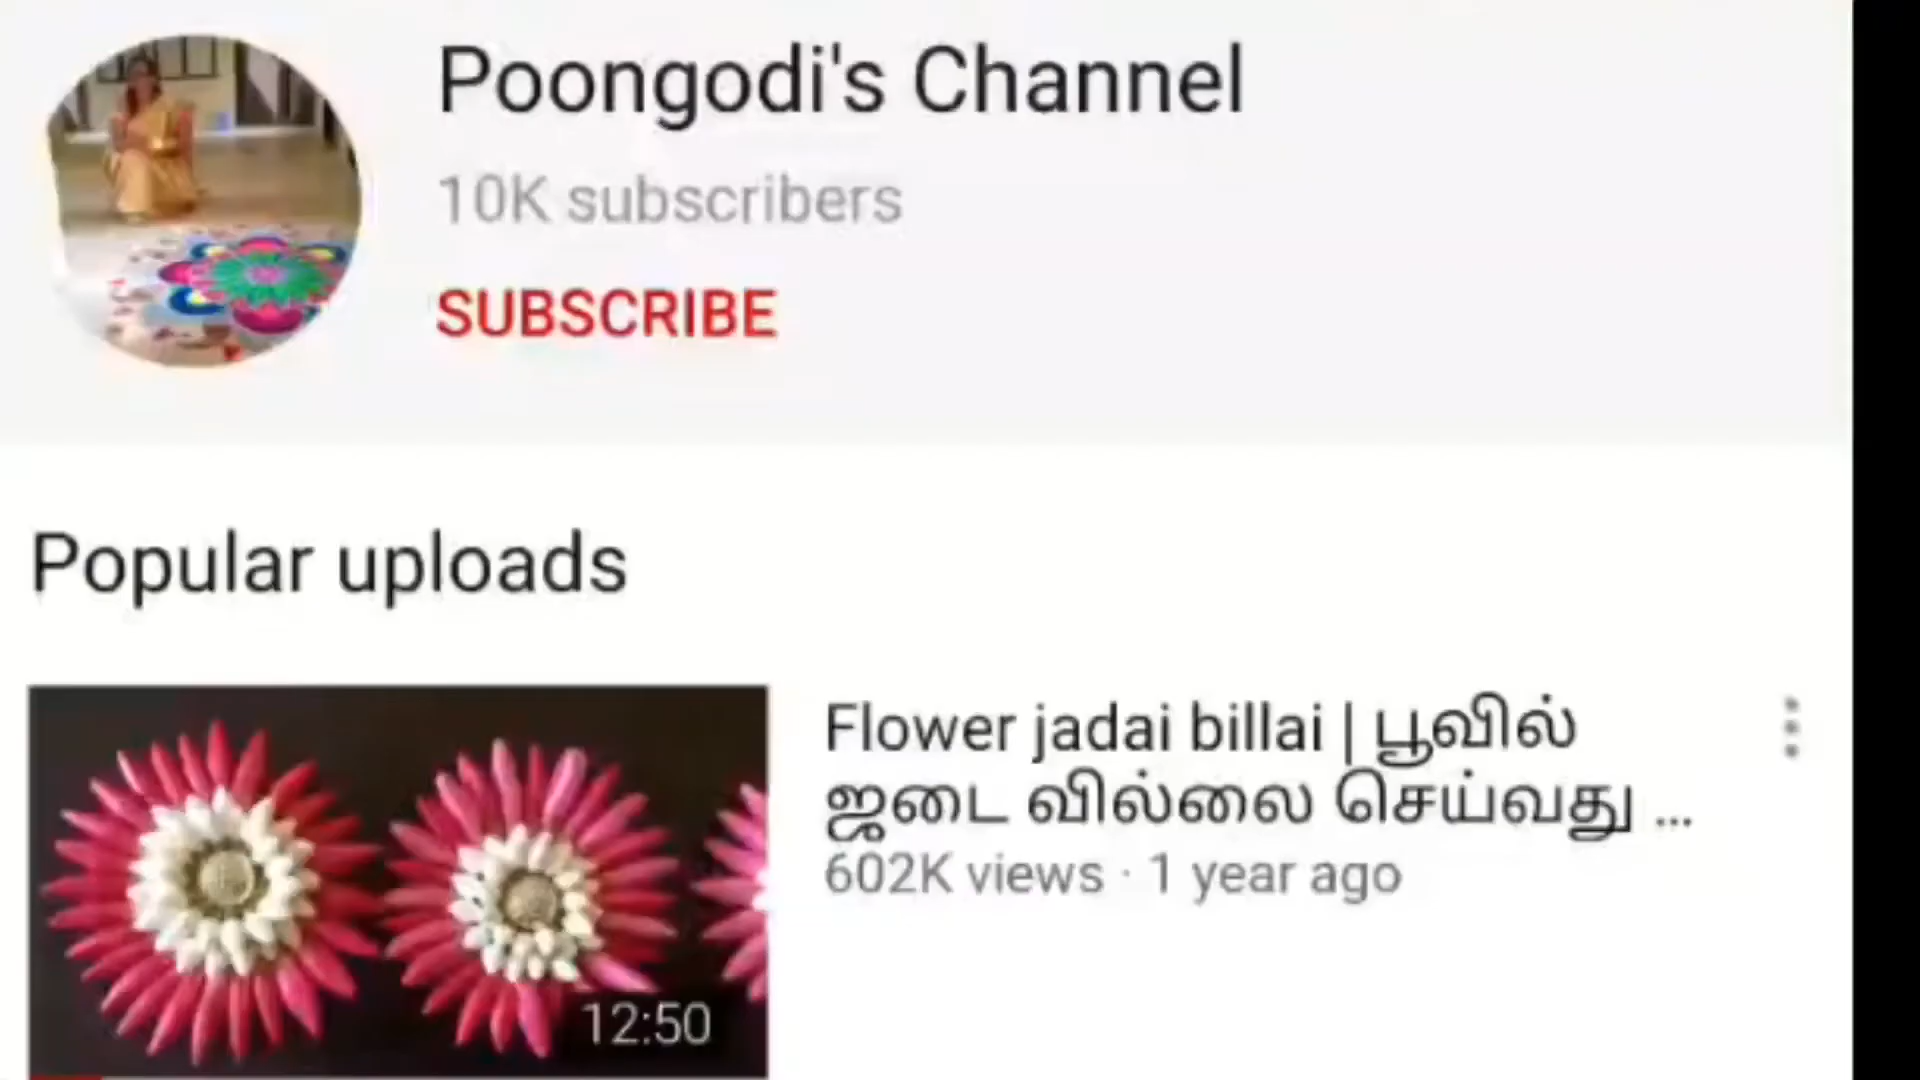 Poongodi's Channel
10K subscribers
SUBSCRIBE
Popular uploads
Flower jadai billai | பூவில்
ஜடை வில்லை செய்வது ...
602K views · 1 year ago
12:50